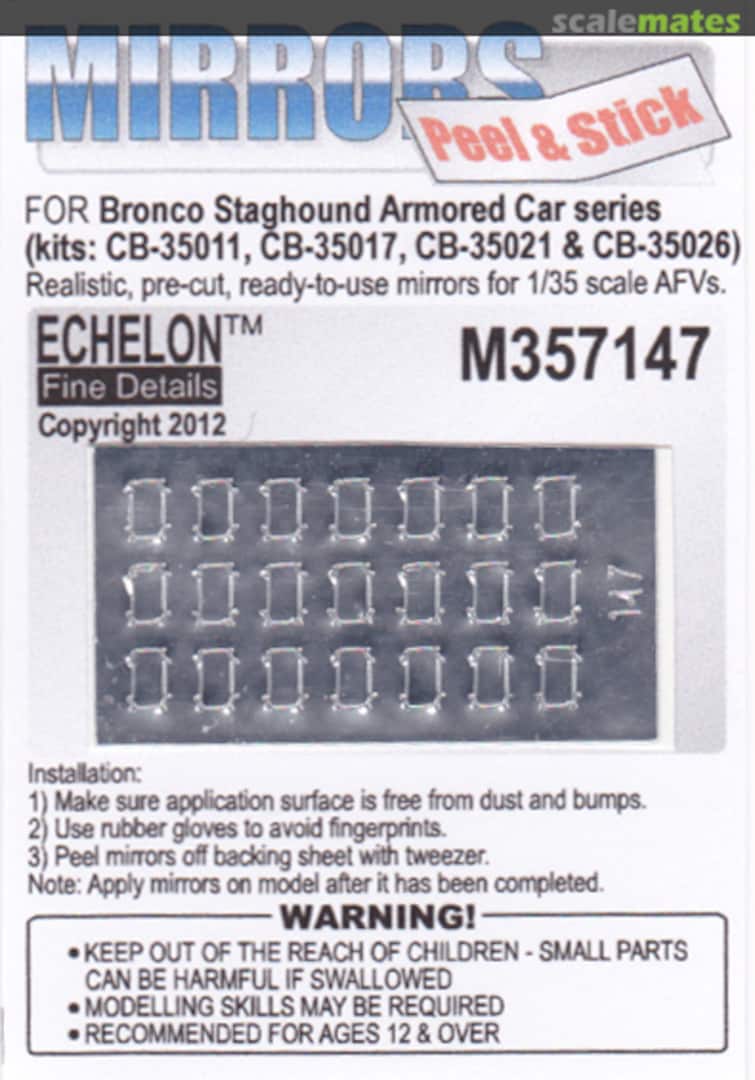 scalemates
MIRRORS
Peel & Stick
FOR Bronco Staghound Armored Car series
(kits: CB-35011, CB-35017, CB-35021 & CB-35026)
Realistic, pre-cut, ready-to-use mirrors for 1/35 scale AFVs.
ECHELON™
Fine Details
M357147
Copyright 2012
147
Installation:
1) Make sure application surface is free from dust and bumps.
2) Use rubber gloves to avoid fingerprints.
3) Peel mirrors off backing sheet with tweezer.
Note: Apply mirrors on model after it has been completed.
WARNING!
• KEEP OUT OF THE REACH OF CHILDREN - SMALL PARTS
CAN BE HARMFUL IF SWALLOWED
• MODELLING SKILLS MAY BE REQUIRED
• RECOMMENDED FOR AGES 12 & OVER